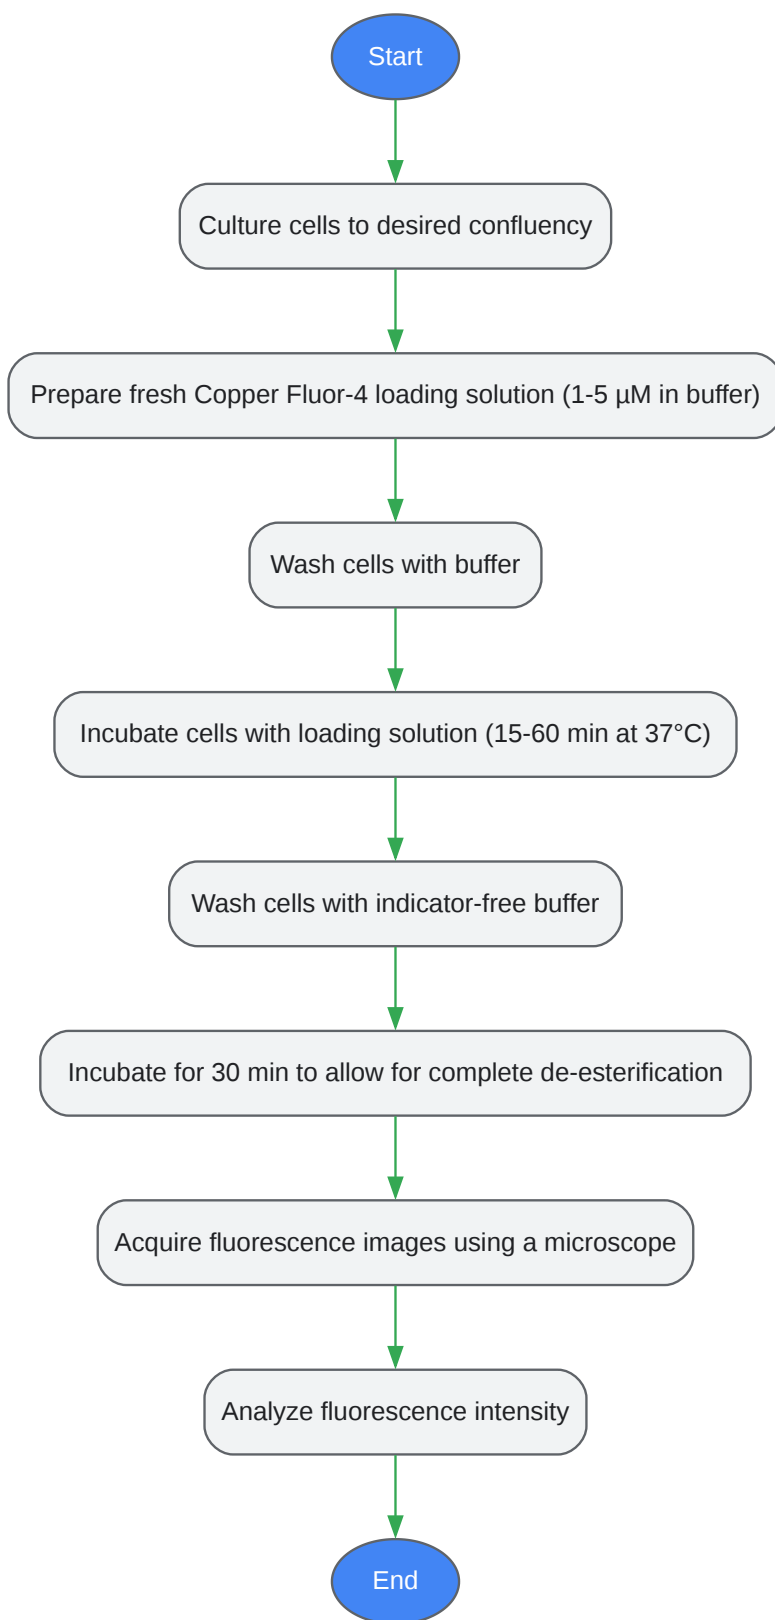 Start
Culture cells to desired confluency
Prepare fresh Copper Fluor-4 loading solution (1-5 µM in buffer)
Wash cells with buffer
Incubate cells with loading solution (15-60 min at 37°C)
Wash cells with indicator-free buffer
Incubate for 30 min to allow for complete de-esterification
Acquire fluorescence images using a microscope
Analyze fluorescence intensity
End